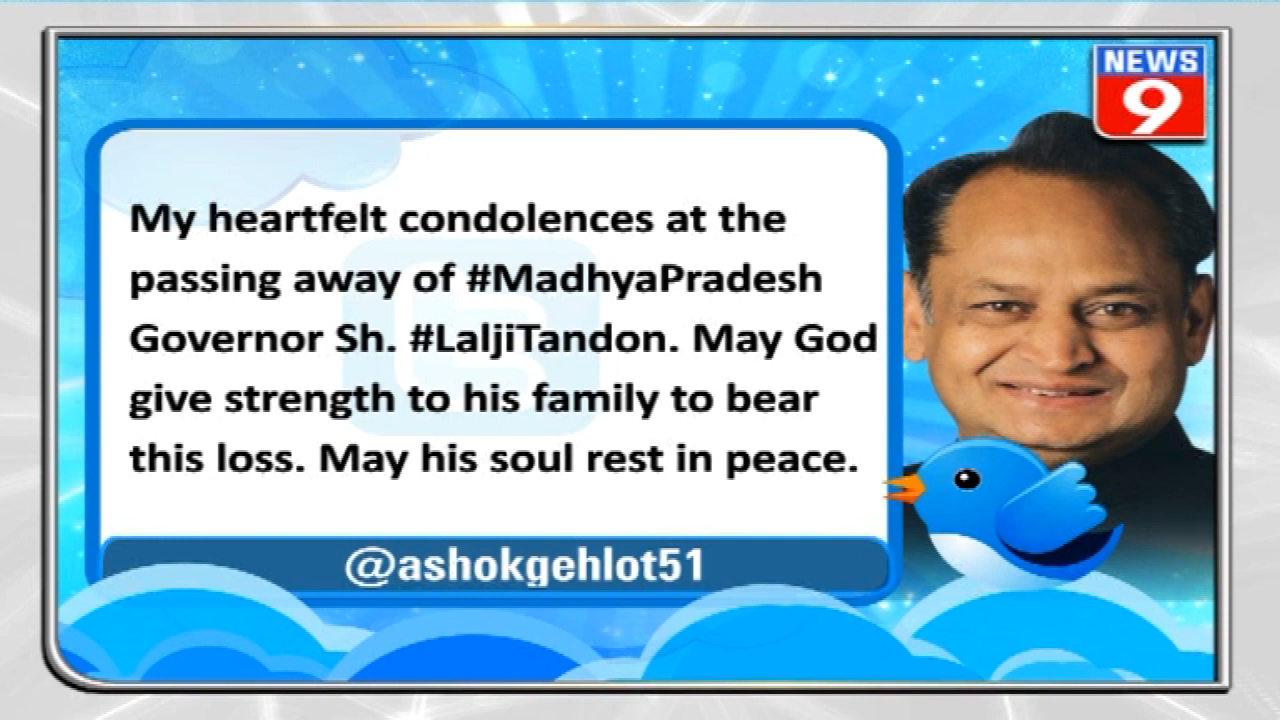 NEWS
9
My heartfelt condolences at the
passing away of #MadhyaPradesh
Governor Sh. #LaljiTandon. May God
give strength to his family to bear
this loss. May his soul rest in peace.
@ashokgehlot51